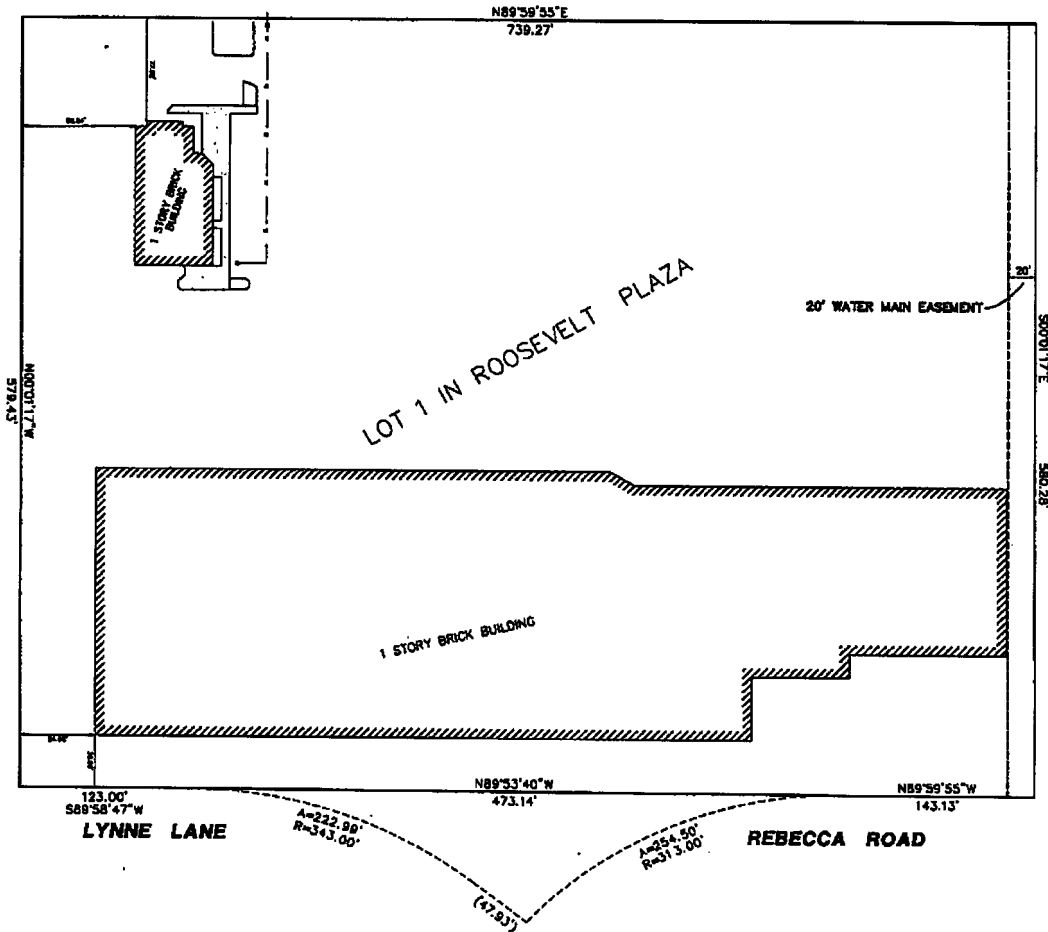 N89°59'55"E
739.27'
1 STORY BRICK
BUILDING
LOT 1 IN ROOSEVELT PLAZA
20'
20' WATER MAIN EASEMENT
S00°01'17"E
580.28'
N00°01'17"W
579.43'
1 STORY BRICK BUILDING
123.00'
S89°58'47"W
N89°53'40"W
473.14'
N89°59'55"W
143.13'
LYNNE LANE
A=222.99'
R=343.00'
A=254.50'
R=313.00'
REBECCA ROAD
(47.93')